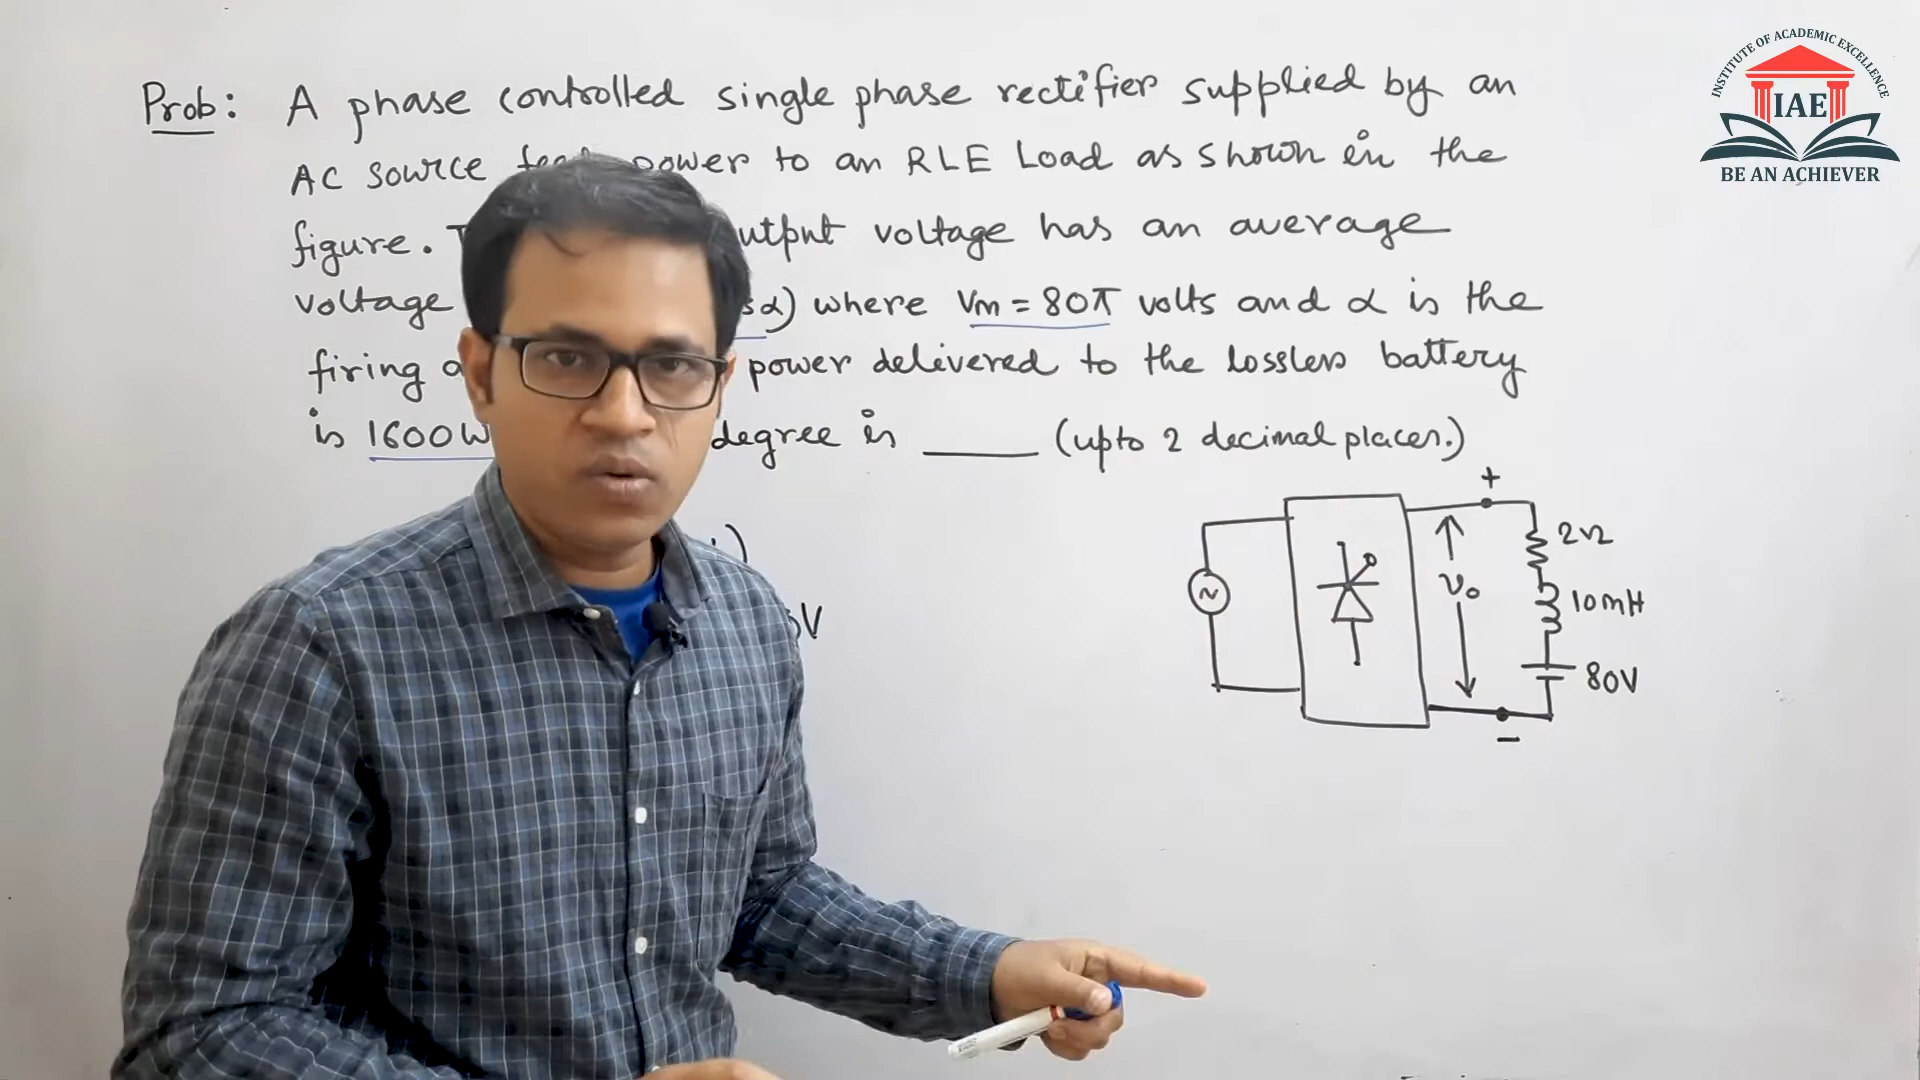 INSTITUTE OF ACADEMIC EXCELLENCE
IAE
BE AN ACHIEVER
Prob: A phase controlled single phase rectifier supplied by an
AC source power to an RLE Load as shown in the
figure. output voltage has an average
voltage α) where Vm = 80π volts and α is the
firing power delivered to the lossless battery
is 1600W degree is ____ (upto 2 decimal places.)
+
2Ω
~
v₀
10mH
80V
V
−